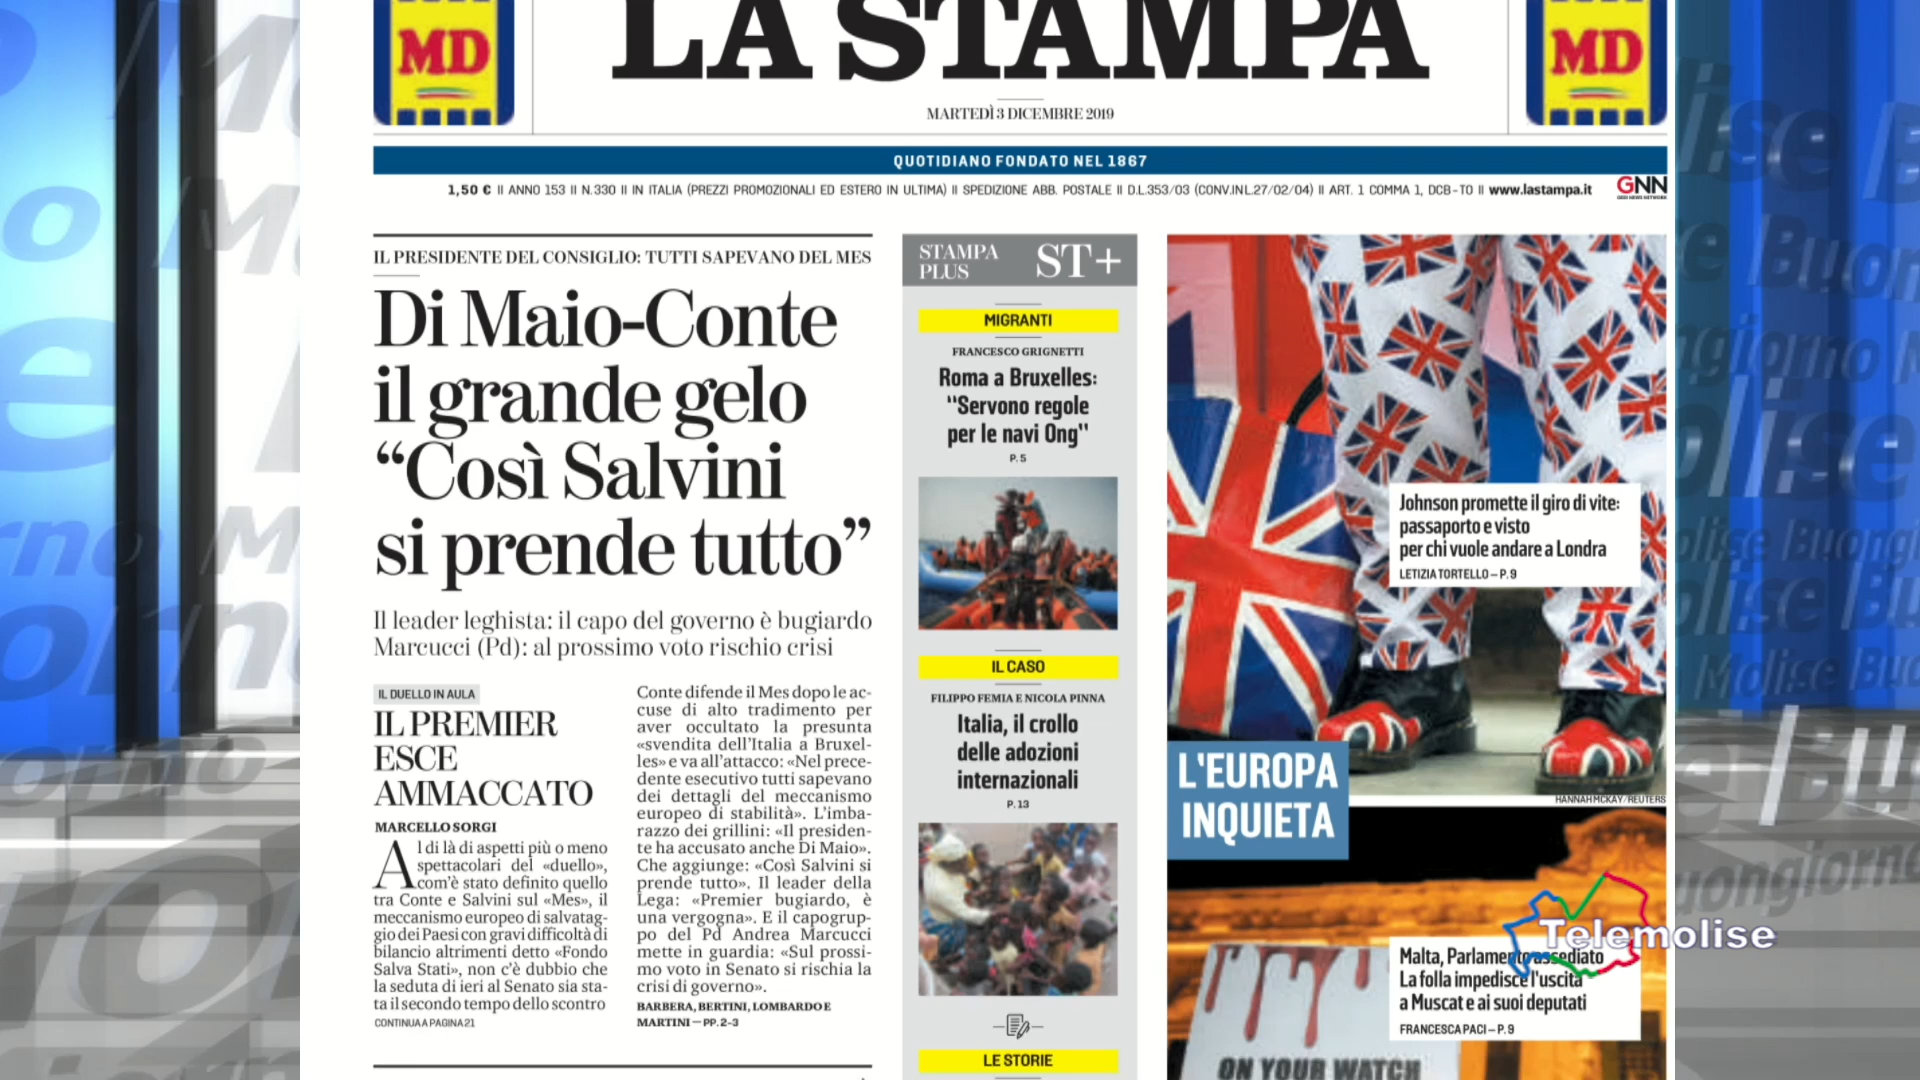 MD
LA STAMPA
MD
MARTEDÌ 3 DICEMBRE 2019
QUOTIDIANO FONDATO NEL 1867
1,50 € II ANNO 153 II N.330 II IN ITALIA (PREZZI PROMOZIONALI ED ESTERO IN ULTIMA) II SPEDIZIONE ABB. POSTALE II D.L.353/03 (CONV.IN L.27/02/04) II ART. 1 COMMA 1, DCB-TO II www.lastampa.it
GNN
IL PRESIDENTE DEL CONSIGLIO: TUTTI SAPEVANO DEL MES
Di Maio-Conte
il grande gelo
“Così Salvini
si prende tutto”
Il leader leghista: il capo del governo è bugiardo
Marcucci (Pd): al prossimo voto rischio crisi
IL DUELLO IN AULA
IL PREMIER
ESCE
AMMACCATO
MARCELLO SORGI
Al di là di aspetti più o meno
spettacolari del «duello»,
com’è stato definito quello
tra Conte e Salvini sul «Mes», il
meccanismo europeo di salvatag-
gio dei Paesi con gravi difficoltà di
bilancio altrimenti detto «Fondo
Salva Stati», non c’è dubbio che
la seduta di ieri al Senato sia sta-
ta il secondo tempo dello scontro
CONTINUA A PAGINA 21
Conte difende il Mes dopo le ac-
cuse di alto tradimento per
aver occultato la presunta
«svendita dell’Italia a Bruxel-
les» e va all’attacco: «Nel prece-
dente esecutivo tutti sapevano
dei dettagli del meccanismo
europeo di stabilità». L’imba-
razzo dei grillini: «Il presiden-
te ha accusato anche Di Maio».
Che aggiunge: «Così Salvini si
prende tutto». Il leader della
Lega: «Premier bugiardo, è
una vergogna». E il capogrup-
po del Pd Andrea Marcucci
mette in guardia: «Sul prossi-
mo voto in Senato si rischia la
crisi di governo».
BARBERA, BERTINI, LOMBARDO E
MARTINI — PP. 2-3
STAMPA
PLUS
ST+
MIGRANTI
FRANCESCO GRIGNETTI
Roma a Bruxelles:
"Servono regole
per le navi Ong"
P. 5
IL CASO
FILIPPO FEMIA E NICOLA PINNA
Italia, il crollo
delle adozioni
internazionali
P. 13
LE STORIE
Johnson promette il giro di vite:
passaporto e visto
per chi vuole andare a Londra
LETIZIA TORTELLO – P. 9
L'EUROPA
INQUIETA
HANNAH MCKAY/REUTERS
Telemolise
Malta, Parlamento assediato
La folla impedisce l'uscita
a Muscat e ai suoi deputati
FRANCESCA PACI – P. 9
ON YOUR WATCH